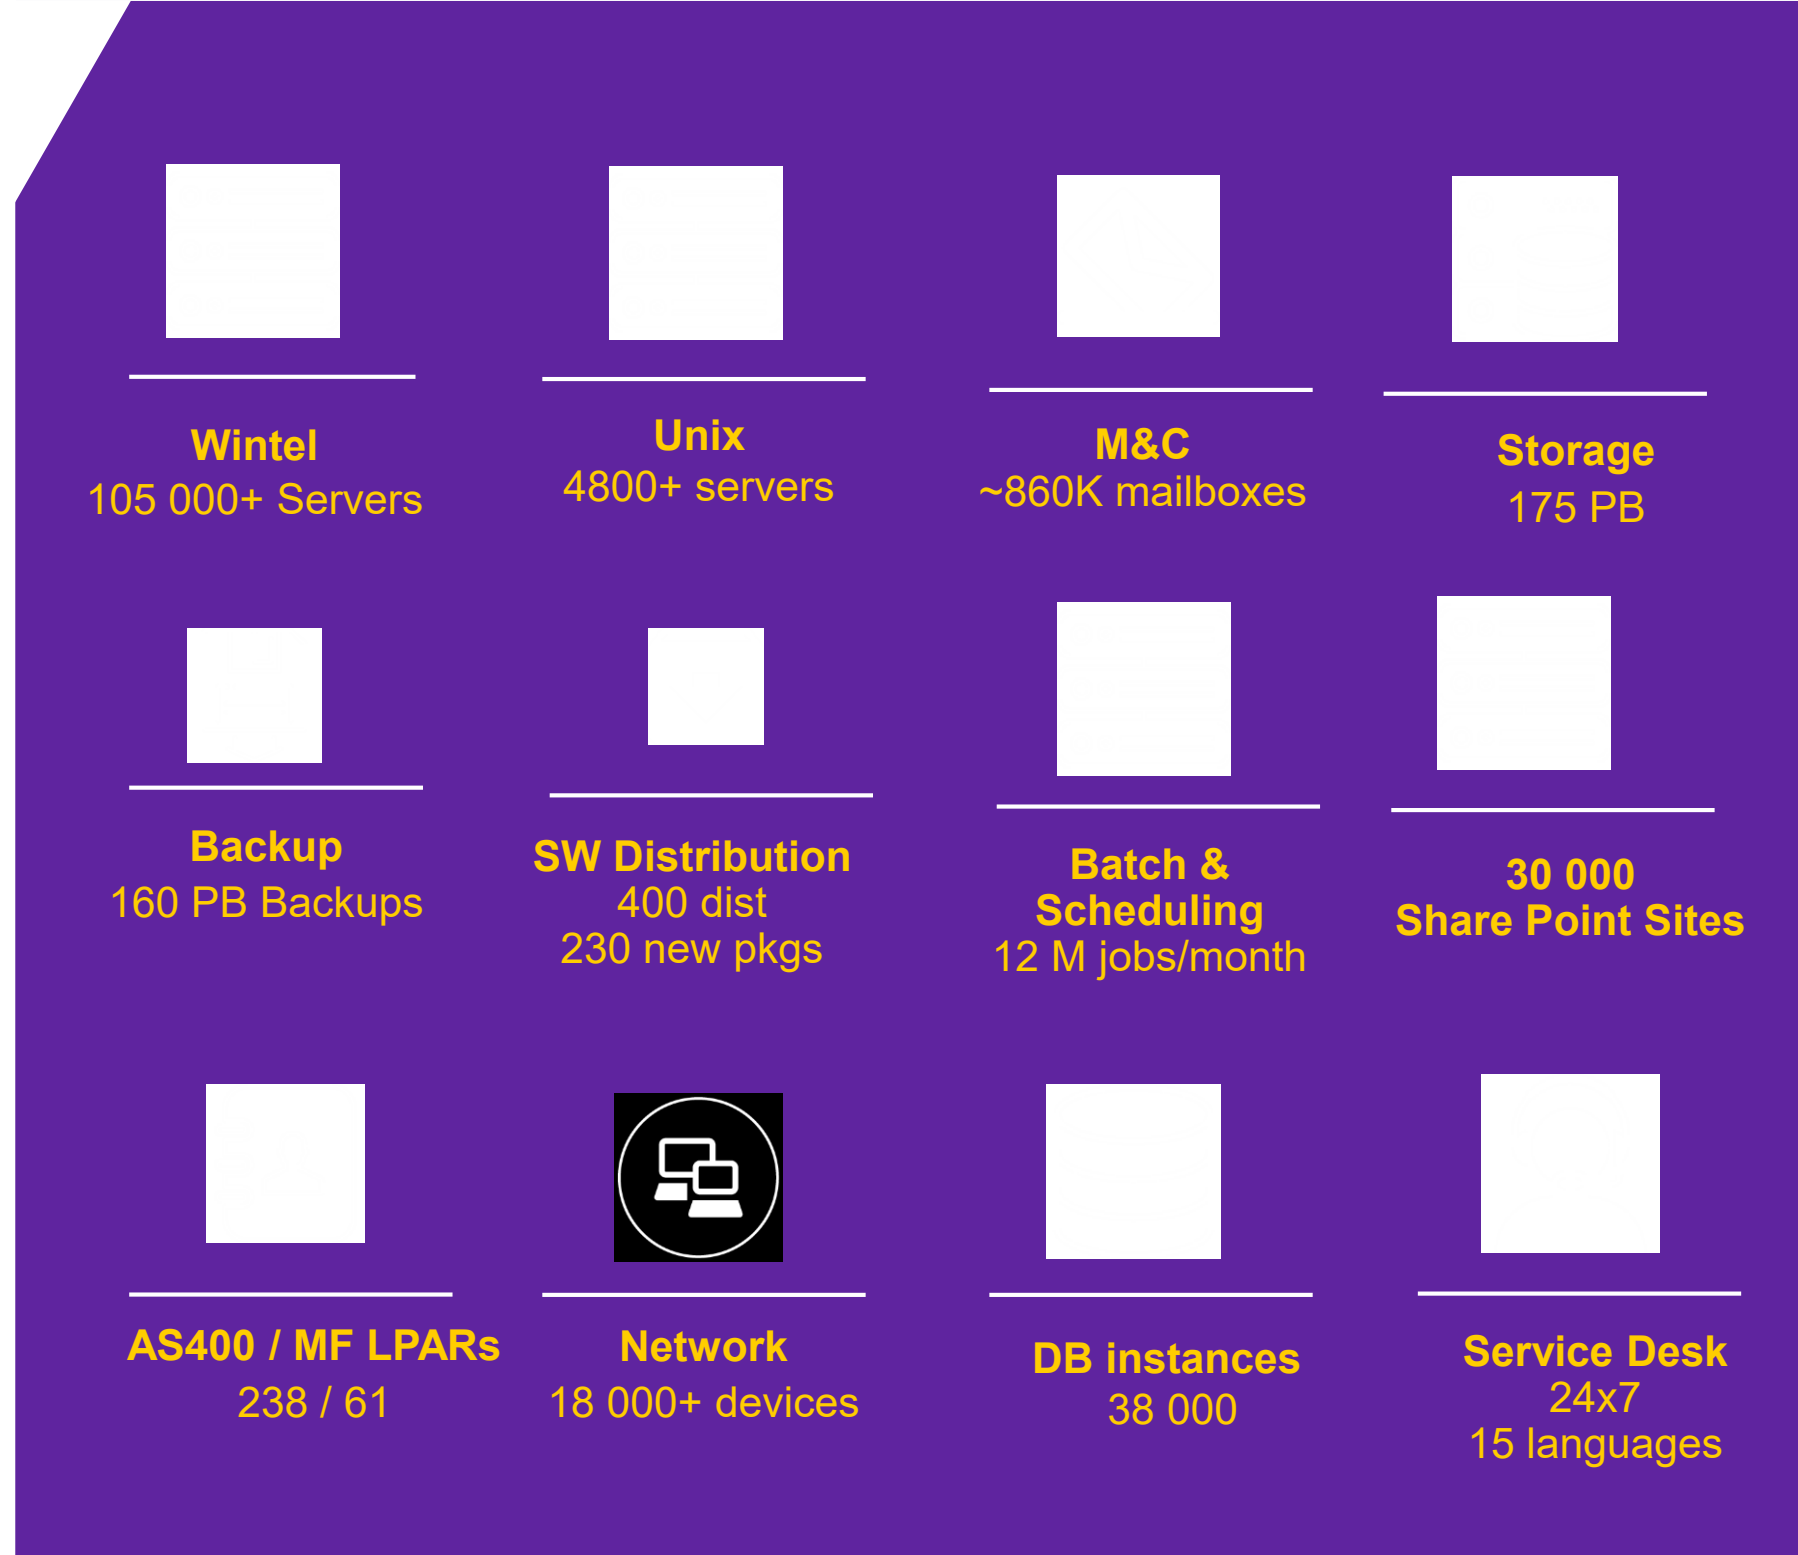 Wintel
105 000+ Servers
Unix
4800+ servers
M&C
~860K mailboxes
Storage
175 PB
Backup
160 PB Backups
SW Distribution
400 dist
230 new pkgs
Batch &
Scheduling
12 M jobs/month
30 000
Share Point Sites
AS400 / MF LPARs
238 / 61
Network
18 000+ devices
DB instances
38 000
Service Desk
24x7
15 languages